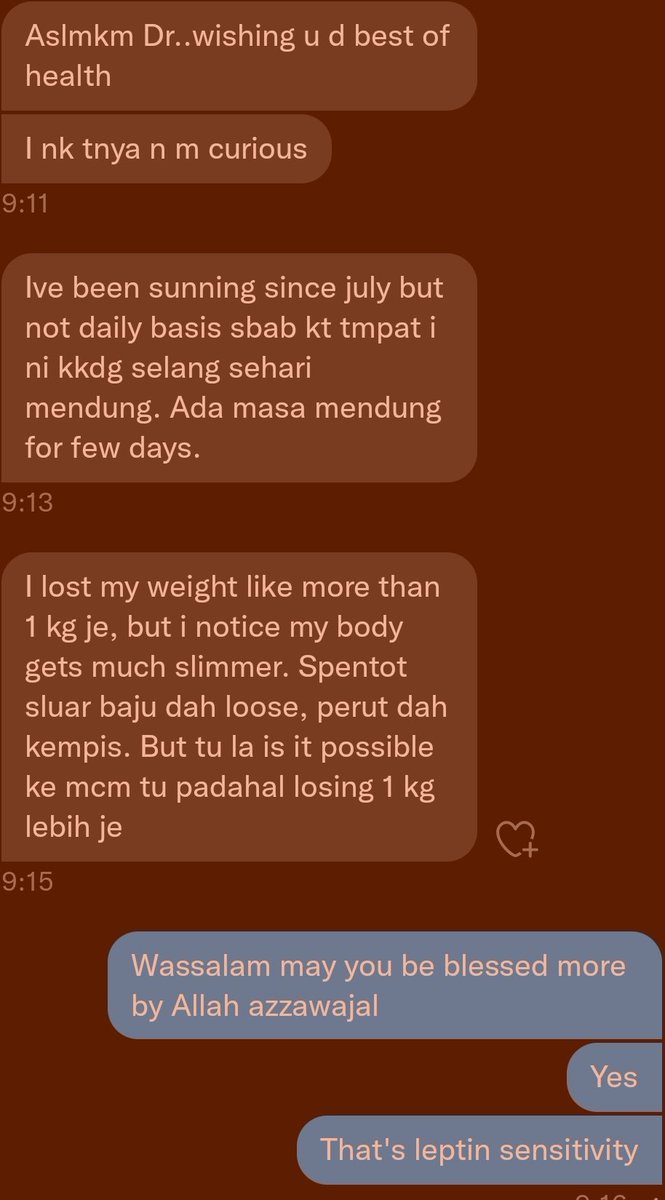 Aslmkm Dr..wishing u d best of
health
I nk tnya n m curious
9:11
Ive been sunning since july but
not daily basis sbab kt tmpat i
ni kkdg selang sehari
mendung. Ada masa mendung
for few days.
9:13
I lost my weight like more than
1 kg je, but i notice my body
gets much slimmer. Spentot
sluar baju dah loose, perut dah
kempis. But tu la is it possible
ke mcm tu padahal losing 1 kg
lebih je
9:15
Wassalam may you be blessed more
by Allah azzawajal
Yes
That's leptin sensitivity